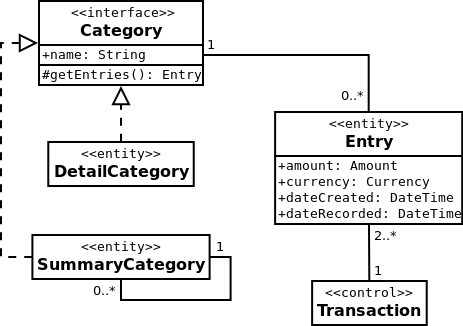 <<interface>>
Category
+name: String
#getEntries(): Entry
1
0..*
<<entity>>
Entry
+amount: Amount
+currency: Currency
+dateCreated: DateTime
+dateRecorded: DateTime
<<entity>>
DetailCategory
<<entity>>
SummaryCategory
1
0..*
2..*
1
<<control>>
Transaction